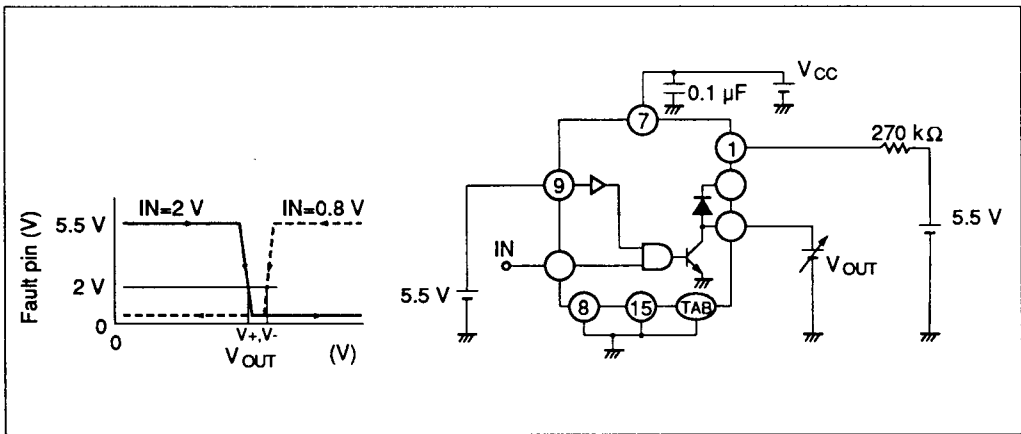 Fault pin (V)
5.5 V
2 V
0
0
IN=2 V
IN=0.8 V
V+,V-
VOUT
(V)
VCC
0.1 µF
7
1
270 kΩ
9
5.5 V
IN
VOUT
5.5 V
8
15
TAB